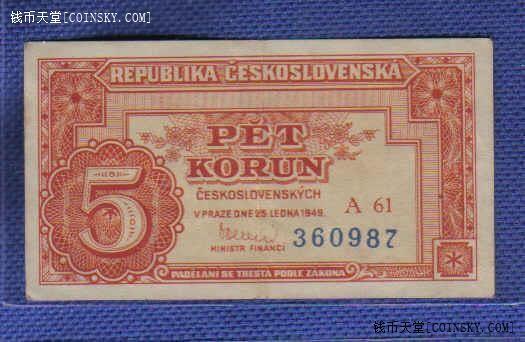 钱币天堂[COINSKY.COM]
REPUBLIKA ČESKOSLOVENSKÁ
PĚT
KORUN
ČESKOSLOVENSKÝCH
V PRAZE DNE 25. LEDNA 1949.
A 61
5
360987
MINISTR FINANCÍ
PADĚLÁNÍ SE TRESTÁ PODLE ZÁKONA
钱币天堂[COINSKY.COM]